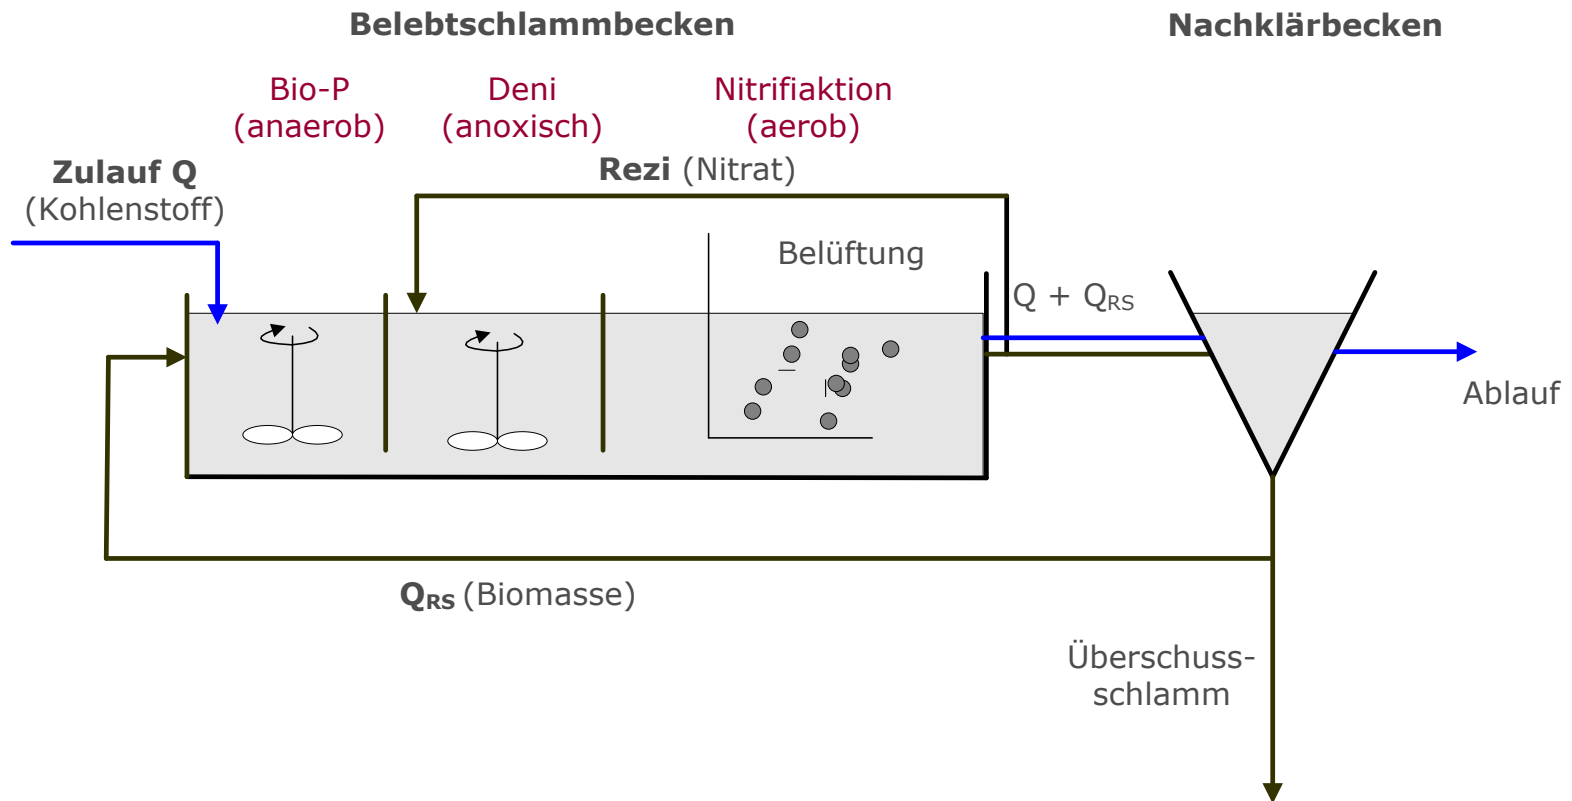 Belebtschlammbecken
Nachklärbecken
Bio-P
(anaerob)
Deni
(anoxisch)
Nitrifiaktion
(aerob)
Zulauf Q
(Kohlenstoff)
Rezi (Nitrat)
Belüftung
Q + QRS
Ablauf
QRS (Biomasse)
Überschuss-
schlamm